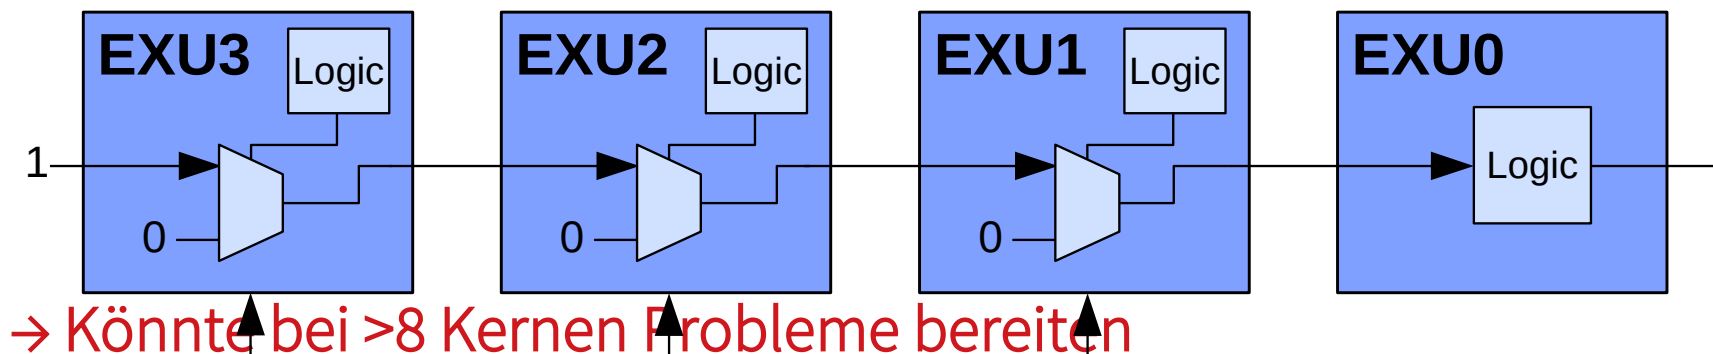 EXU3 Logic EXU2 Logic EXU1 Logic EXU0
1 Logic
0 0 0
→ Könnte bei >8 Kernen Probleme bereiten